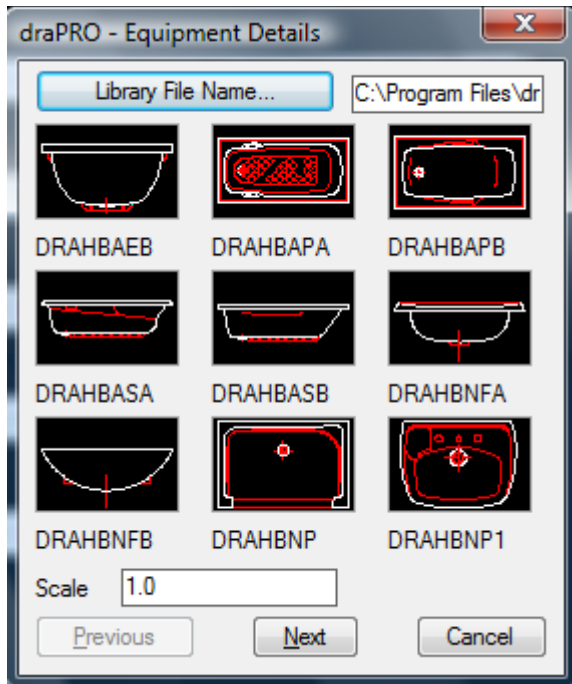 draPRO - Equipment Details
Library File Name... C:\Program Files\dr
DRAHBAEB DRAHBAPA DRAHBAPB
DRAHBASA DRAHBASB DRAHBNFA
DRAHBNFB DRAHBNP DRAHBNP1
Scale 1.0
Previous Next Cancel